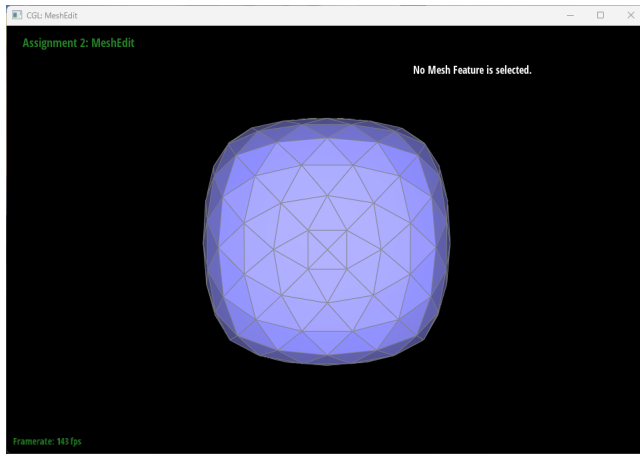 CGL: MeshEdit
Assignment 2: MeshEdit
No Mesh Feature is selected.
Framerate: 143 fps